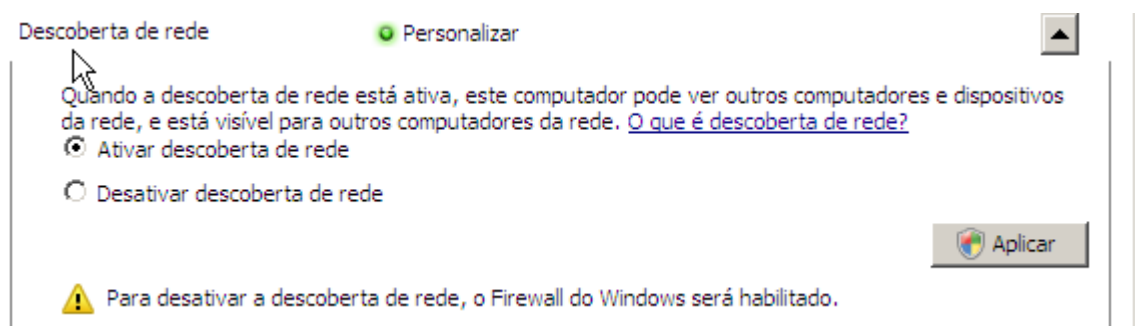 Descoberta de rede Personalizar
Quando a descoberta de rede está ativa, este computador pode ver outros computadores e dispositivos
da rede, e está visível para outros computadores da rede. O que é descoberta de rede?
Ativar descoberta de rede
Desativar descoberta de rede
Aplicar
Para desativar a descoberta de rede, o Firewall do Windows será habilitado.